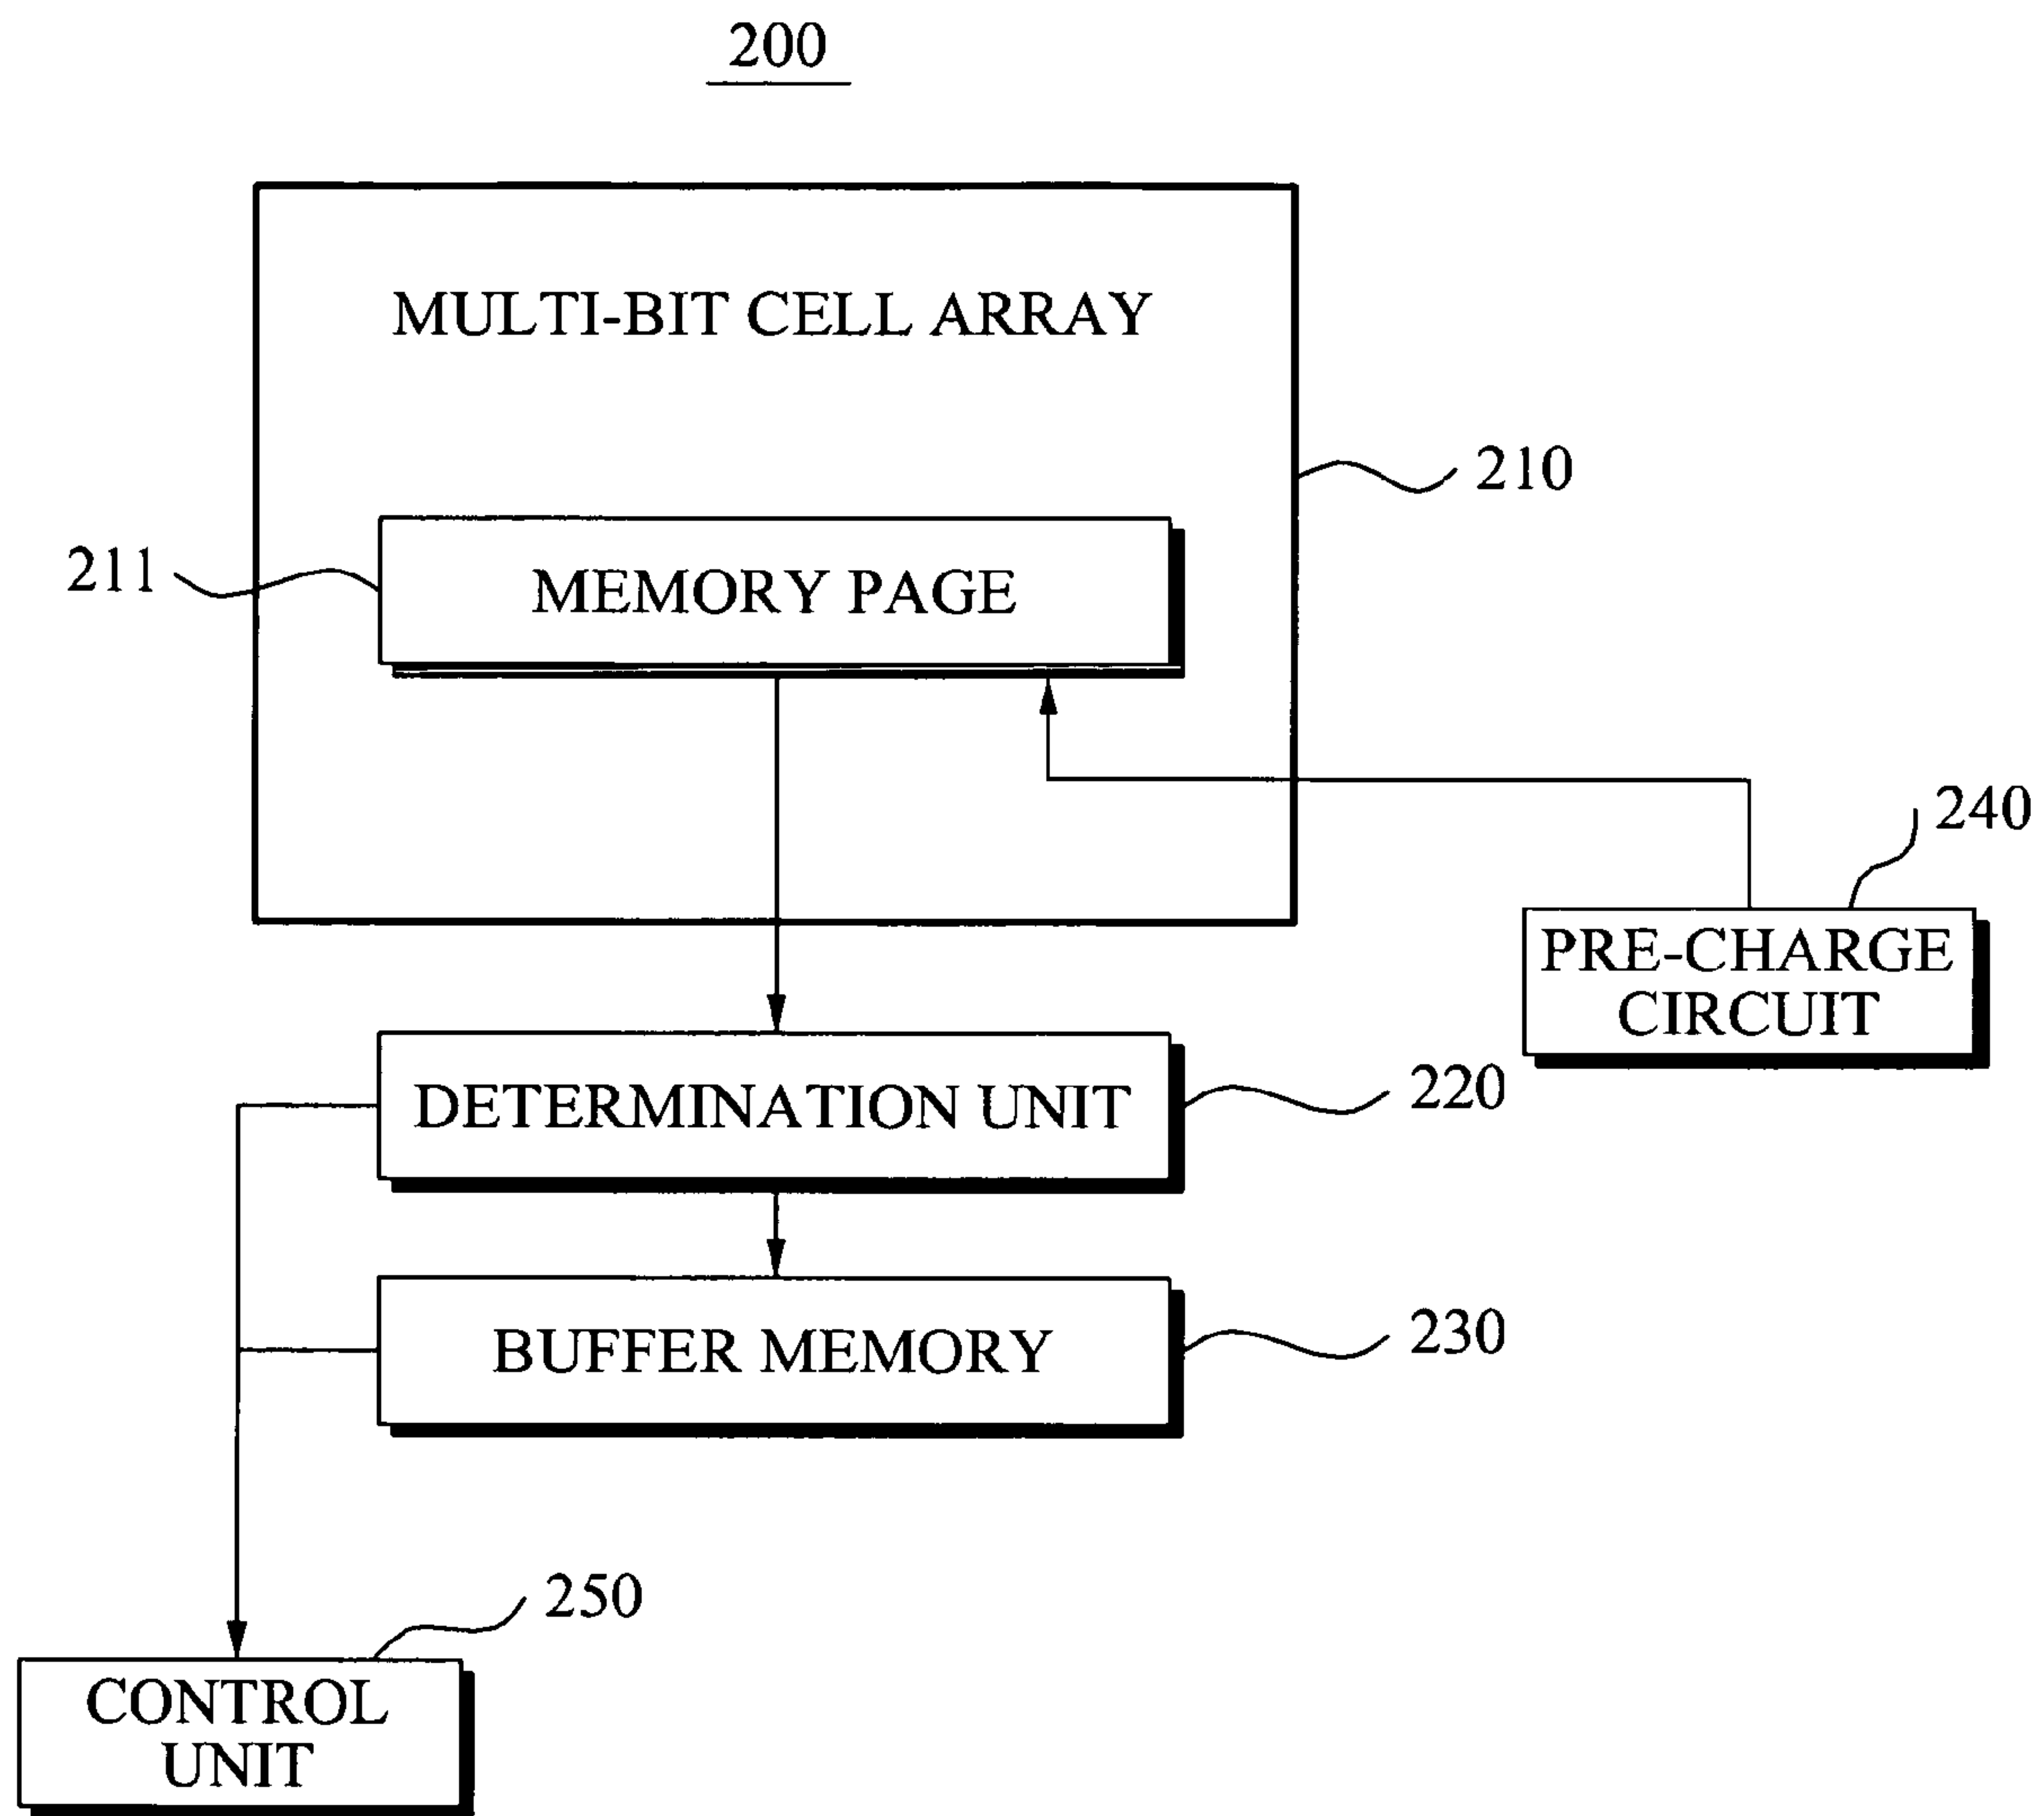 200
MULTI-BIT CELL ARRAY
210
211
MEMORY PAGE
240
PRE-CHARGE
CIRCUIT
DETERMINATION UNIT
220
BUFFER MEMORY
230
250
CONTROL
UNIT